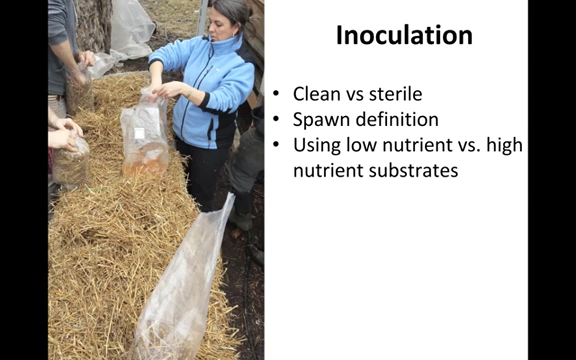 Inoculation
• Clean vs sterile
• Spawn definition
• Using low nutrient vs. high
nutrient substrates